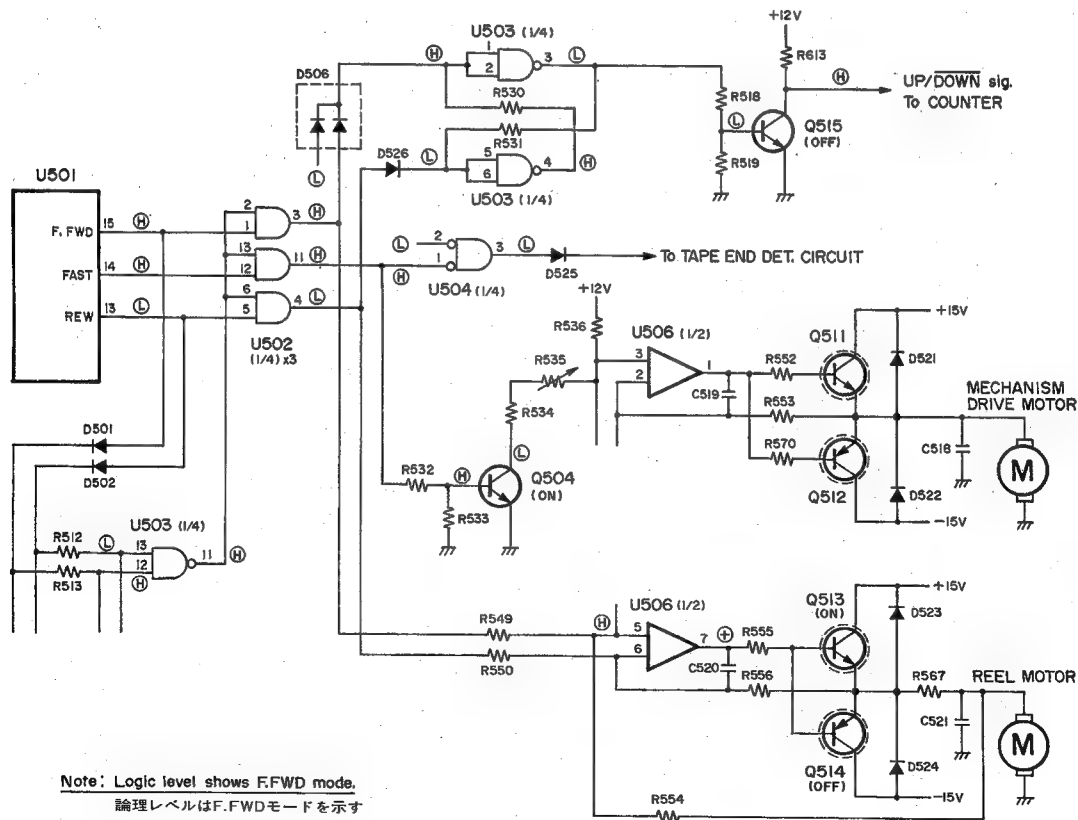 U503 (1/4)
+12V
R613
H
1
2
3
L
H
UP/DOWN sig.
To COUNTER
D506
R530
R518
L
Q515
(OFF)
R531
R519
D526
L
5
6
4
H
L
U503 (1/4)
U501
F. FWD
15
H
2
1
3
H
FAST
14
H
13
12
11
H
L
2
1
H
3
L
D525
To TAPE END DET. CIRCUIT
U504 (1/4)
REW
13
L
6
5
4
L
U502
(1/4) x3
+12V
R536
U506 (1/2)
Q511
+15V
R535
3
2
1
R552
D521
C519
R553
MECHANISM
DRIVE MOTOR
R534
R570
C518
M
L
Q512
D522
-15V
D501
D502
R532
H
Q504
(ON)
R533
U503 (1/4)
R512
L
13
12
11
H
R513
H
U506 (1/2)
Q513
(ON)
+15V
R549
H
5
6
7
+
R555
D523
R550
C520
R556
R567
REEL MOTOR
C521
M
Q514
(OFF)
D524
-15V
R554
Note: Logic level shows F.FWD mode.
論理レベルはF.FWDモードを示す